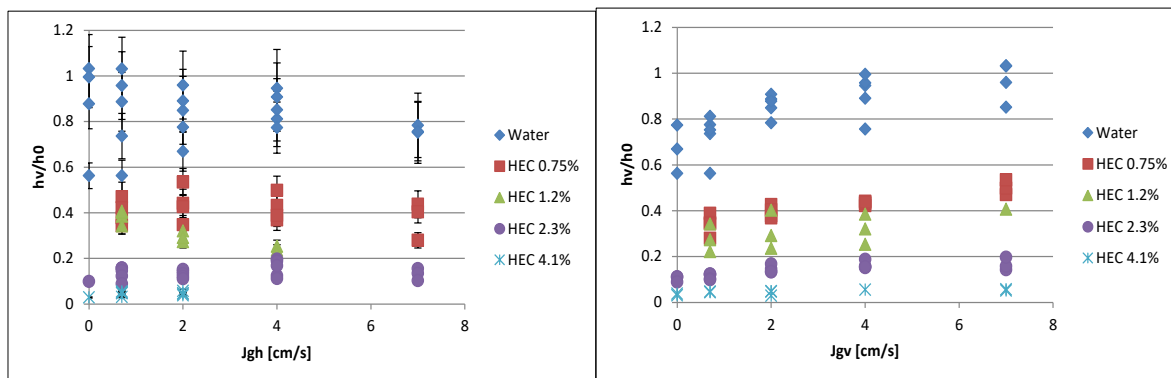 1.2
1
0.8
0.6
0.4
0.2
0
hv/h0
0 2 4 6 8
Jgh [cm/s]
Water
HEC 0.75%
HEC 1.2%
HEC 2.3%
HEC 4.1%
1.2
1
0.8
0.6
0.4
0.2
0
hv/h0
0 2 4 6 8
Jgv [cm/s]
Water
HEC 0.75%
HEC 1.2%
HEC 2.3%
HEC 4.1%